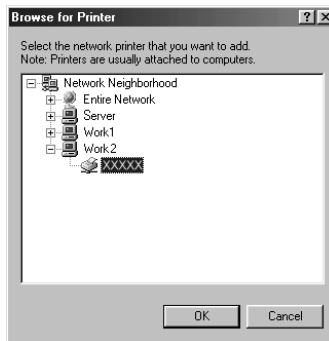 Browse for Printer
Select the network printer that you want to add.
Note: Printers are usually attached to computers.
Network Neighborhood
Entire Network
Server
Work1
Work2
XXXXX
OK
Cancel